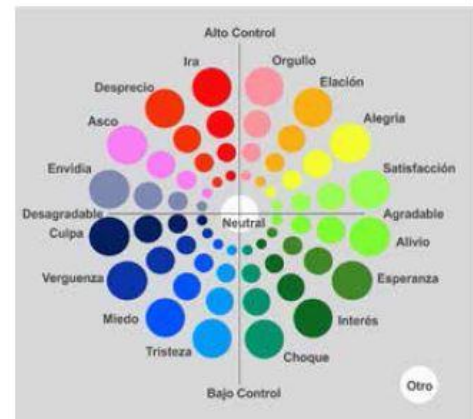 Alto Control
Ira
Orgullo
Desprecio
Elación
Asco
Alegria
Envidia
Satisfacción
Desagradable
Neutral
Agradable
Culpa
Alivio
Verguenza
Esperanza
Miedo
Interés
Tristeza
Choque
Bajo Control
Otro